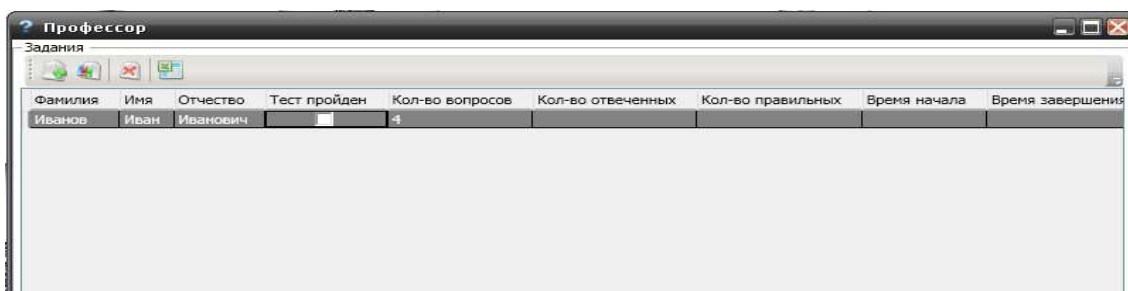 Профессор
Задания
Фамилия Имя Отчество Тест пройден Кол-во вопросов Кол-во отвеченных Кол-во правильных Время начала Время завершения
Иванов Иван Иванович 4